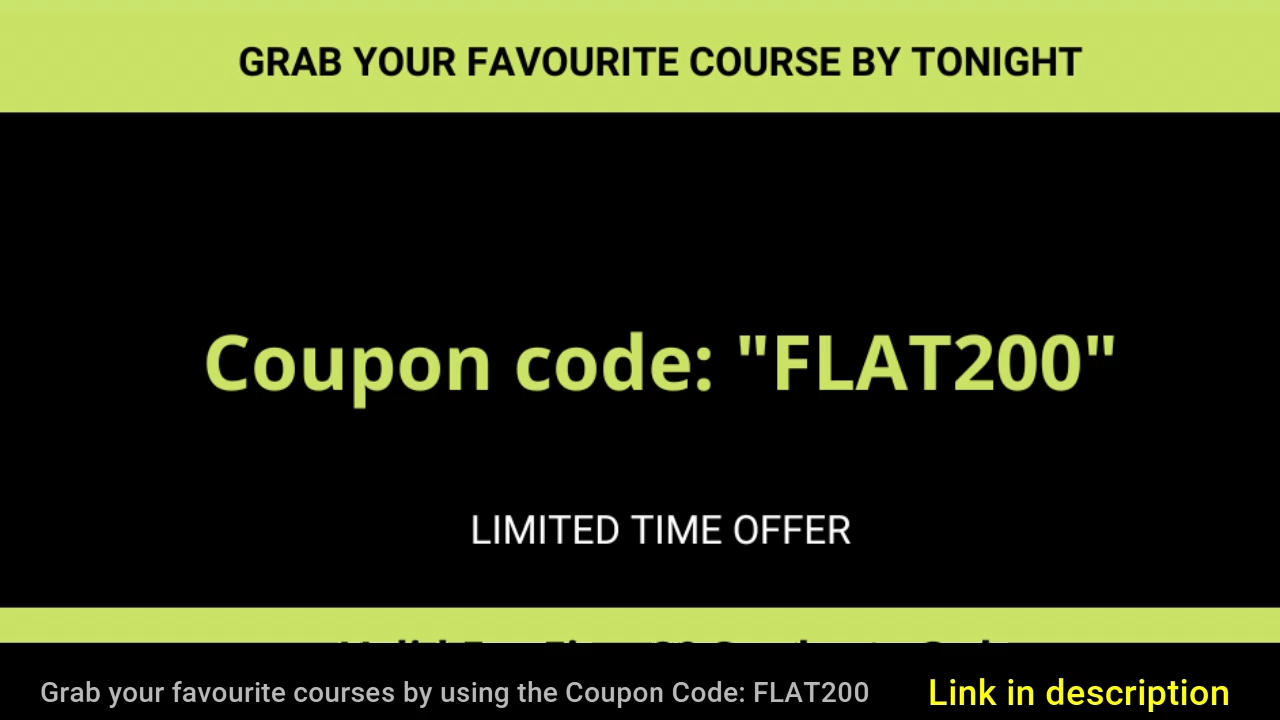 GRAB YOUR FAVOURITE COURSE BY TONIGHT
Coupon code: "FLAT200"
LIMITED TIME OFFER
Grab your favourite courses by using the Coupon Code: FLAT200
Link in description